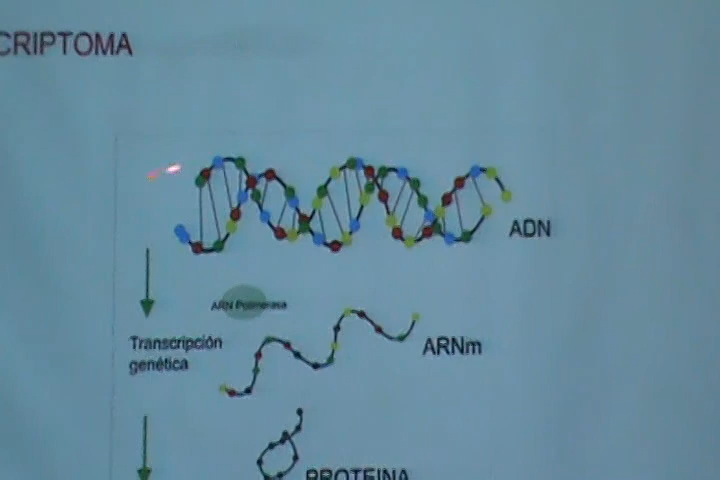 CRIPTOMA
ADN
ARN Polimerasa
ARNm
Transcripción
genética
PROTEINA